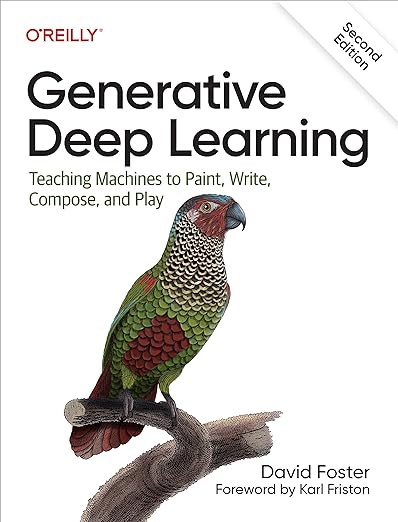 O'REILLY®
Second
Edition
Generative
Deep Learning
Teaching Machines to Paint, Write,
Compose, and Play
David Foster
Foreword by Karl Friston